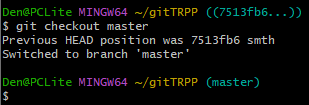 Den@PCLite MINGW64 ~/gitTRPP ((7513fb6...))
$ git checkout master
Previous HEAD position was 7513fb6 smth
Switched to branch 'master'
Den@PCLite MINGW64 ~/gitTRPP (master)
$